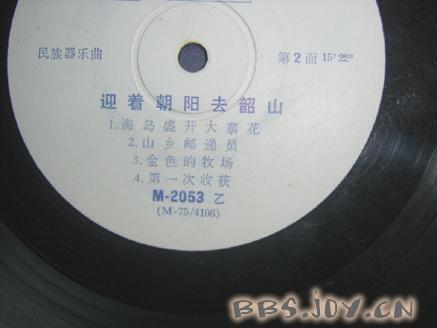 民族器乐曲
第2面 15′22″
迎着朝阳去韶山
1.海岛盛开大寨花
2.山乡邮递员
3.金色的牧场
4.第一次收获
M-2053 乙
(M-75/4106)
BBS.JOY.CN